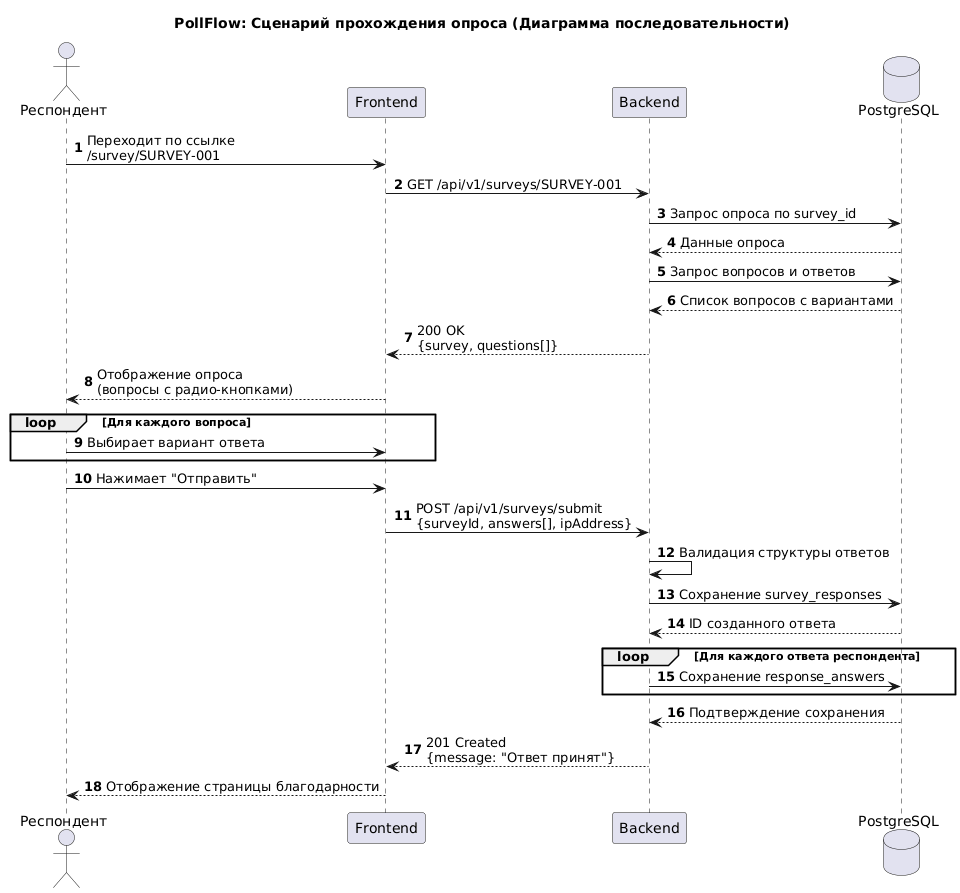 PollFlow: Сценарий прохождения опроса (Диаграмма последовательности)
Респондент
Frontend
Backend
PostgreSQL
1 Переходит по ссылке
/survey/SURVEY-001
2 GET /api/v1/surveys/SURVEY-001
3 Запрос опроса по survey_id
4 Данные опроса
5 Запрос вопросов и ответов
6 Список вопросов с вариантами
7 200 OK
{survey, questions[]}
8 Отображение опроса
(вопросы с радио-кнопками)
loop [Для каждого вопроса]
9 Выбирает вариант ответа
10 Нажимает "Отправить"
11 POST /api/v1/surveys/submit
{surveyId, answers[], ipAddress}
12 Валидация структуры ответов
13 Сохранение survey_responses
14 ID созданного ответа
loop [Для каждого ответа респондента]
15 Сохранение response_answers
16 Подтверждение сохранения
17 201 Created
{message: "Ответ принят"}
18 Отображение страницы благодарности
Респондент
Frontend
Backend
PostgreSQL